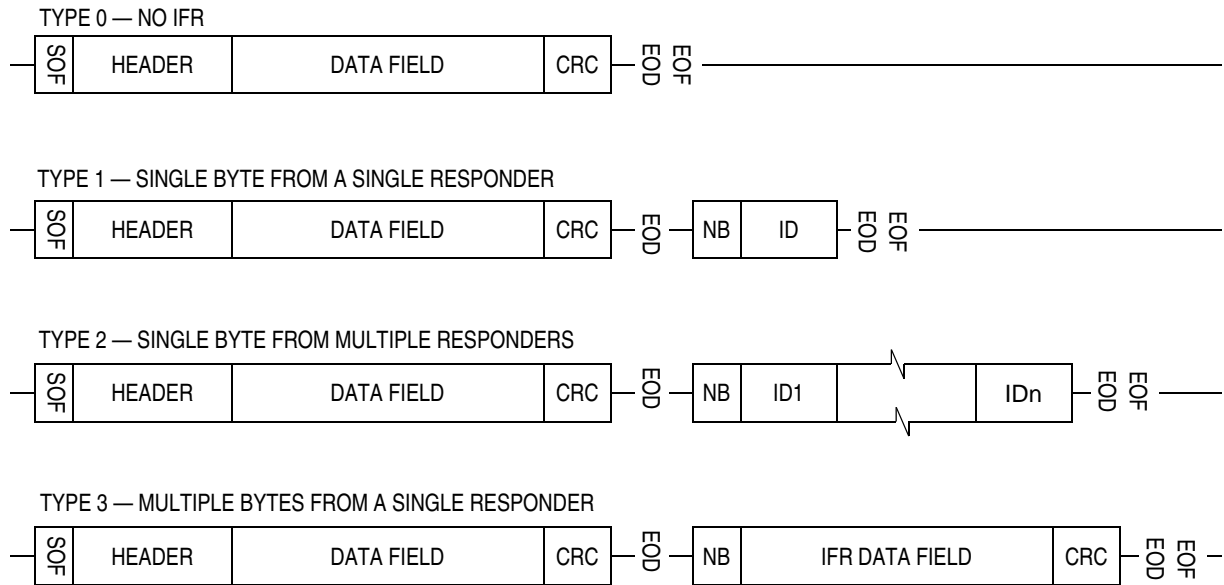 TYPE 0 — NO IFR
SOF HEADER DATA FIELD CRC EOD EOF
TYPE 1 — SINGLE BYTE FROM A SINGLE RESPONDER
SOF HEADER DATA FIELD CRC EOD NB ID EOD EOF
TYPE 2 — SINGLE BYTE FROM MULTIPLE RESPONDERS
SOF HEADER DATA FIELD CRC EOD NB ID1 IDn EOD EOF
TYPE 3 — MULTIPLE BYTES FROM A SINGLE RESPONDER
SOF HEADER DATA FIELD CRC EOD NB IFR DATA FIELD CRC EOD EOF